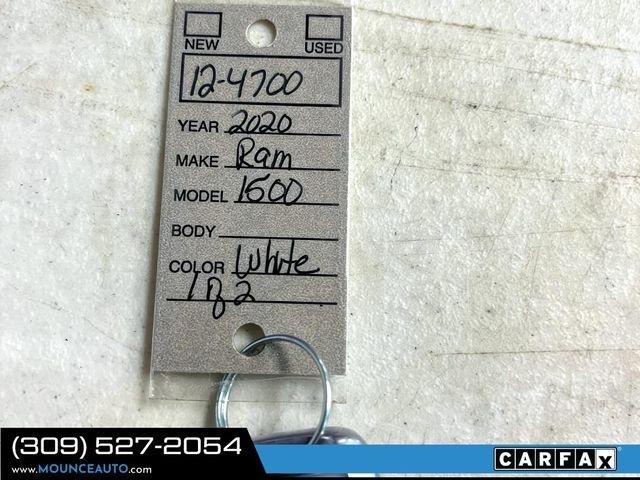 NEW USED
12-4700
YEAR 2020
MAKE Ram
MODEL 1500
BODY
COLOR White
1 of 2
(309) 527-2054
WWW.MOUNCEAUTO.COM
CARFAX